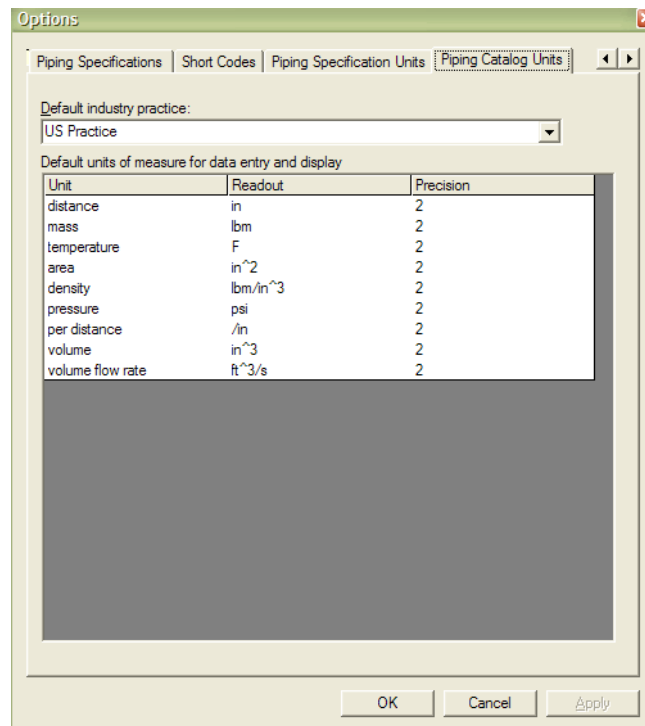 Options
Piping Specifications Short Codes Piping Specification Units Piping Catalog Units
Default industry practice:
US Practice
Default units of measure for data entry and display
Unit Readout Precision
distance in 2
mass lbm 2
temperature F 2
area in^2 2
density lbm/in^3 2
pressure psi 2
per distance /in 2
volume in^3 2
volume flow rate ft^3/s 2
OK Cancel Apply